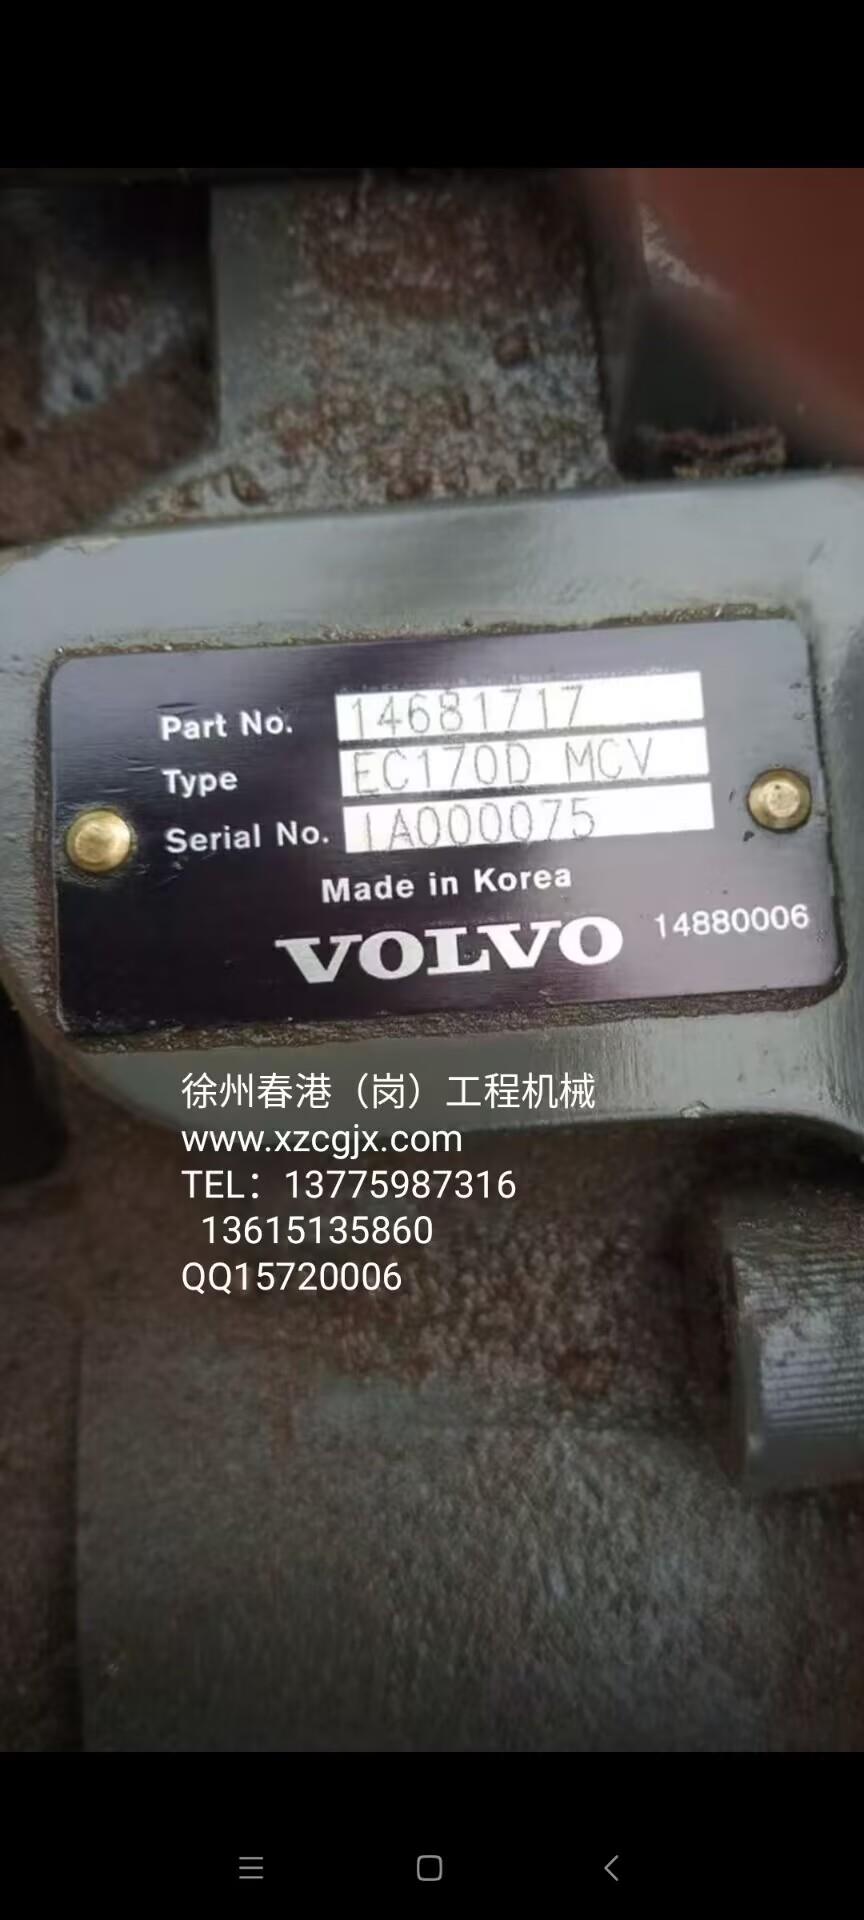 Part No. 14681717
Type EC170D MCV
Serial No. 1A000075
Made in Korea
VOLVO 14880006
徐州春港（岗）工程机械
www.xzcgjx.com
TEL：13775987316
13615135860
QQ15720006